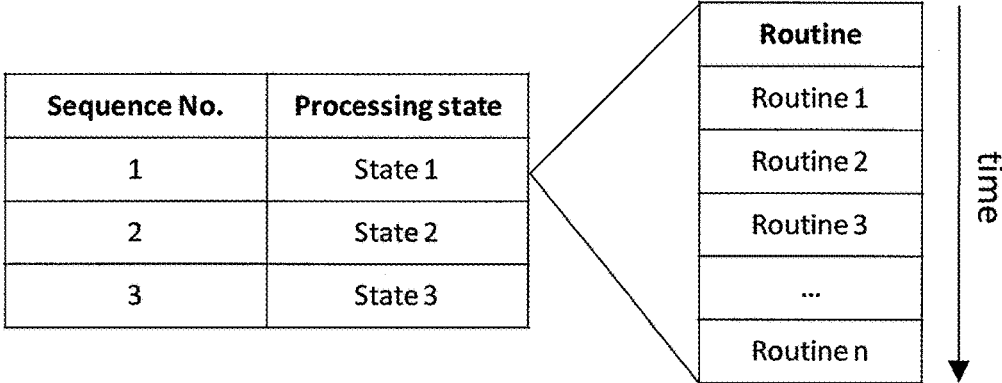 Sequence No. Processing state
1 State 1
2 State 2
3 State 3
Routine
Routine 1
Routine 2
Routine 3
...
Routine n
time